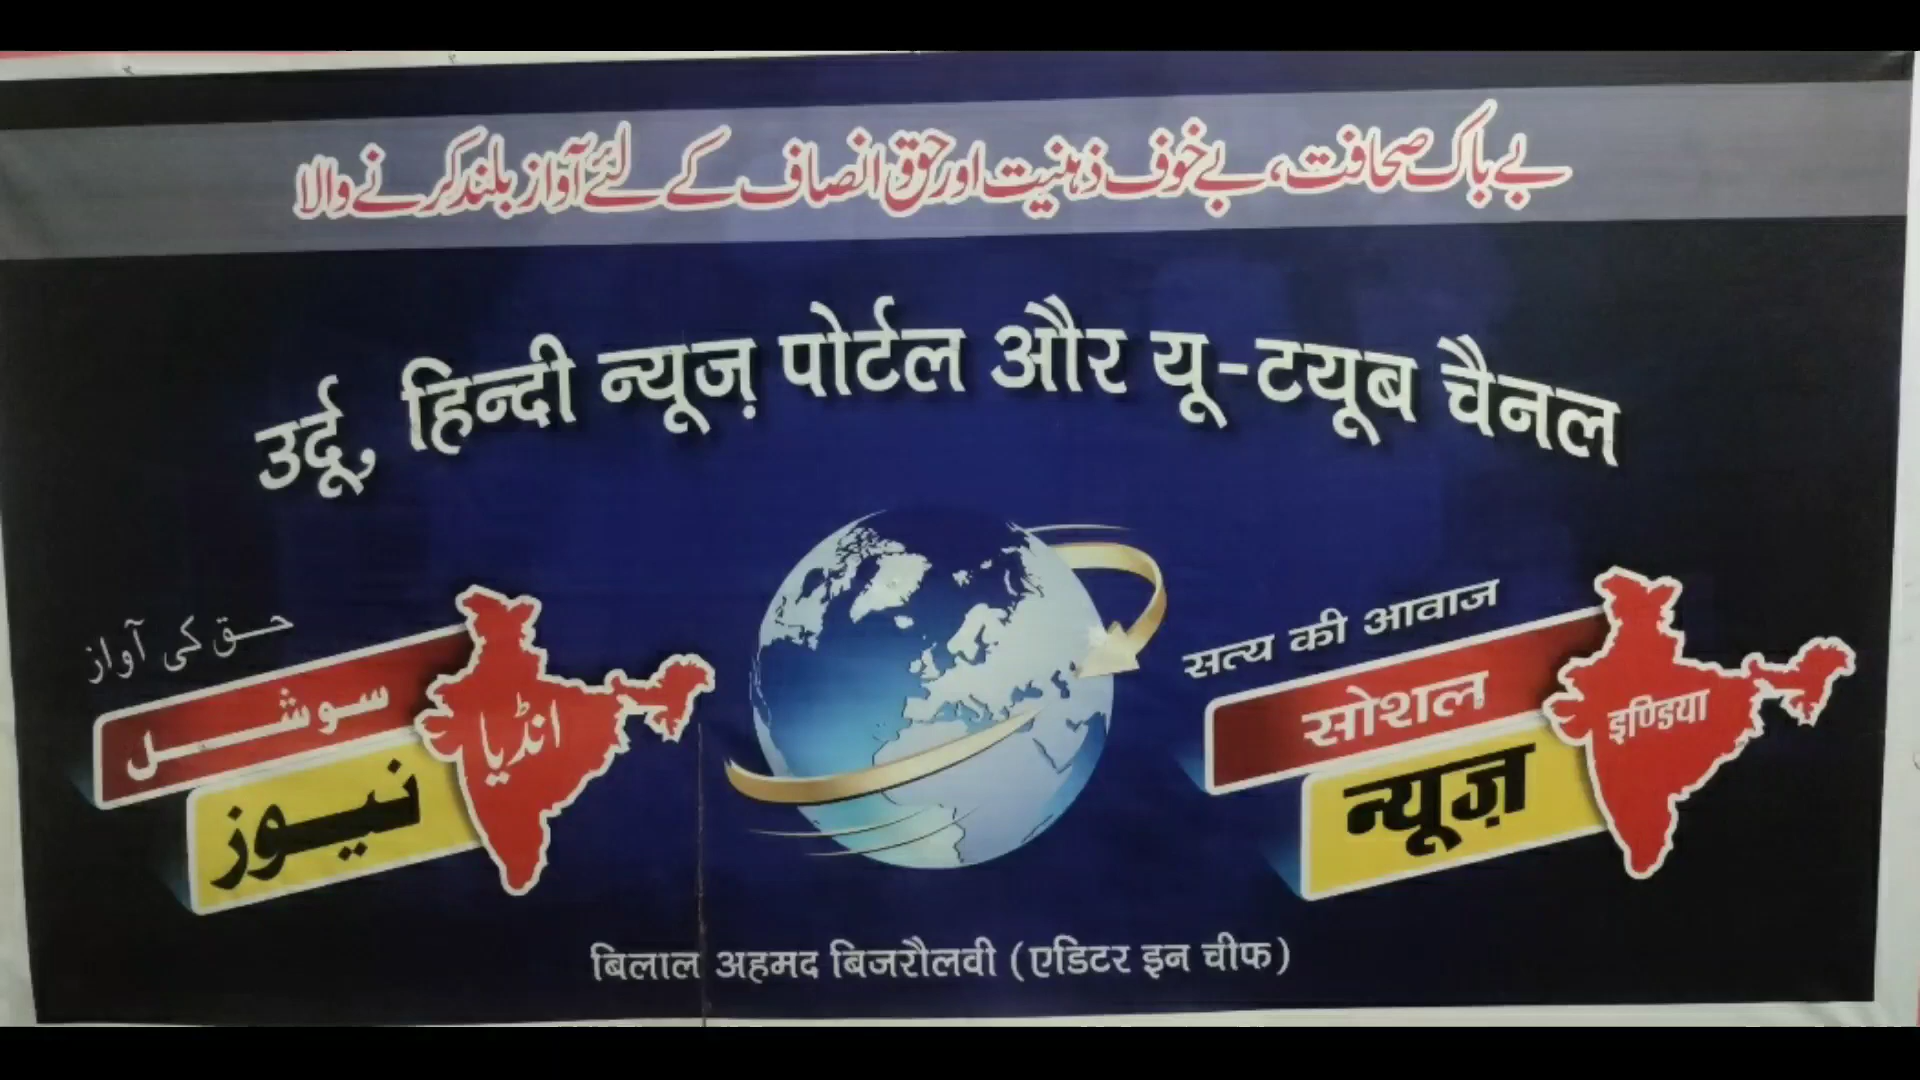 بے باک صحافت، بے خوف ذہنیت اور حق انصاف کے لئے آواز بلند کرنے والا
उर्दू, हिन्दी न्यूज़ पोर्टल और यू-टयूब चैनल
حق کی آواز
سوشل
انڈیا
نیوز
सत्य की आवाज
सोशल
इण्डिया
न्यूज़
बिलाल अहमद बिजरौलवी (एडिटर इन चीफ)